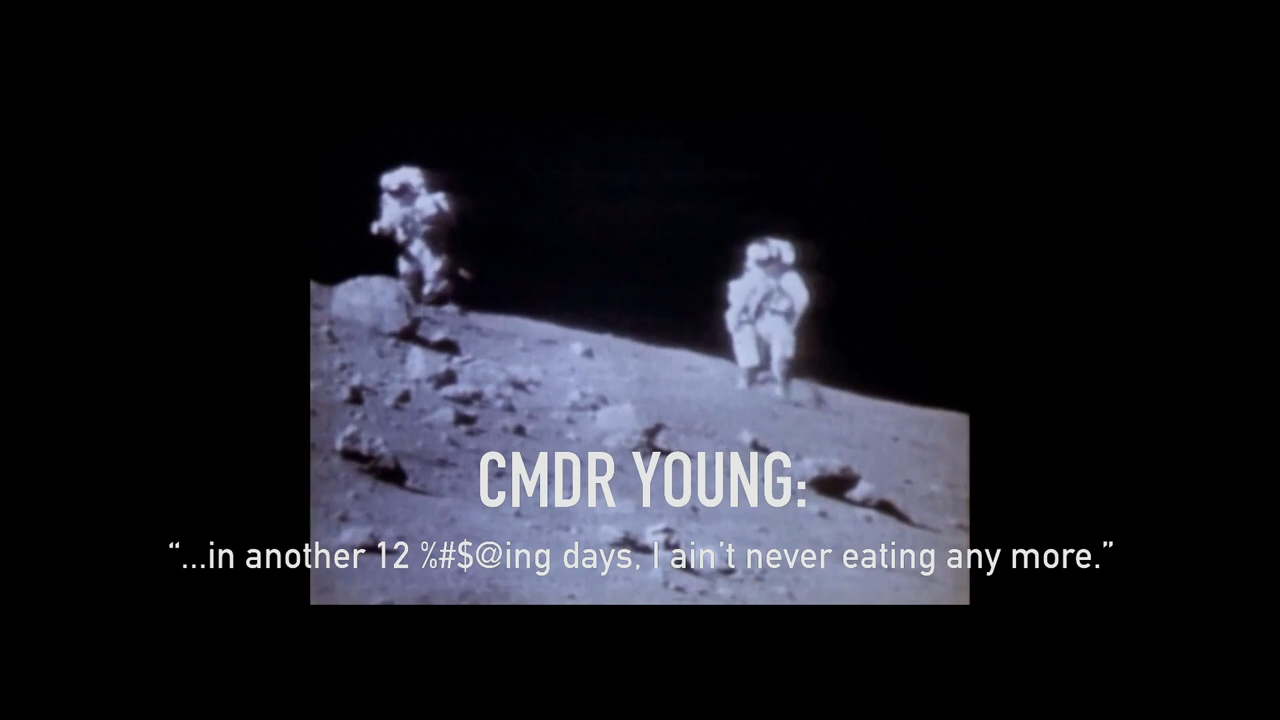 CMDR YOUNG:
“...in another 12 %#$@ing days, I ain’t never eating any more.”